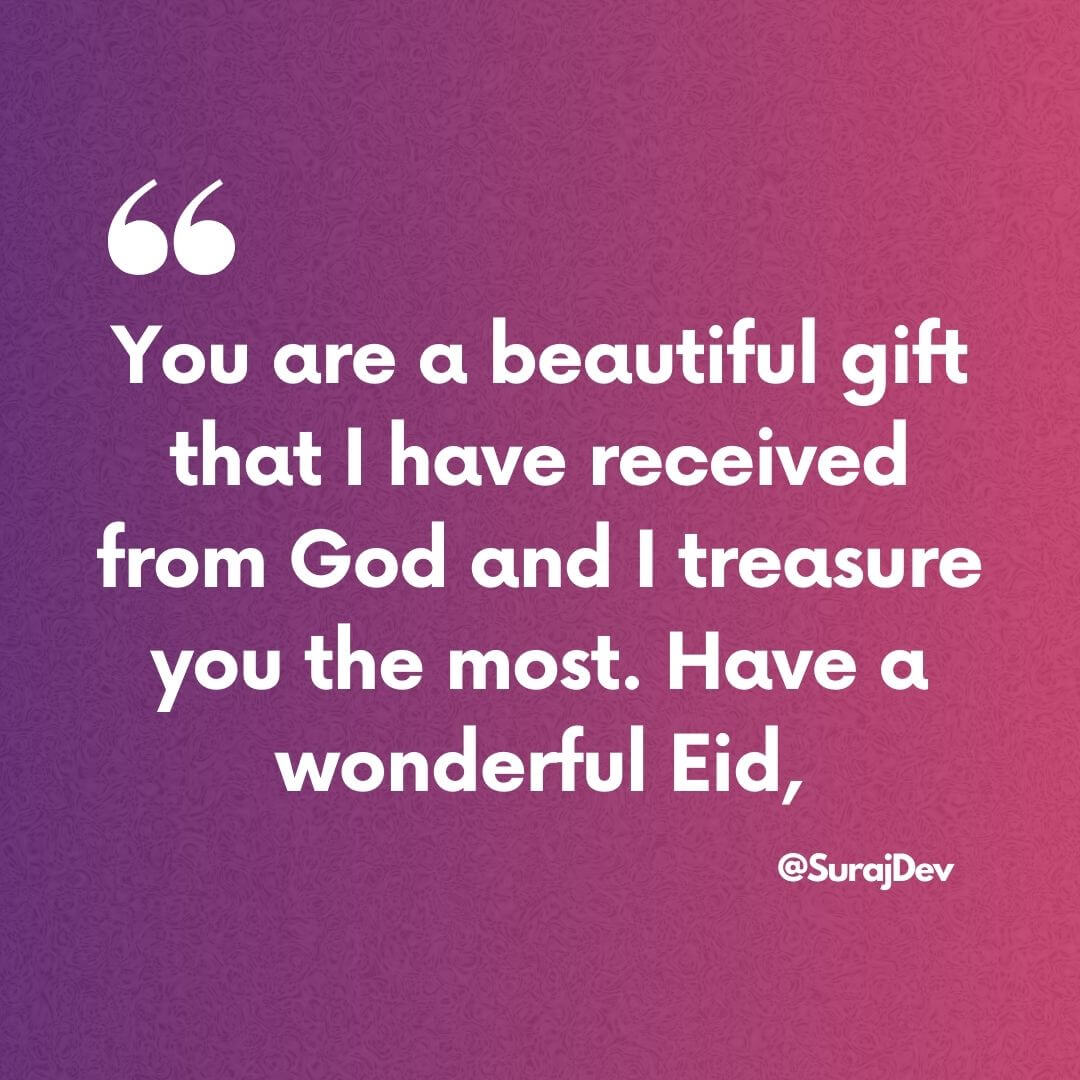 “
You are a beautiful gift
that I have received
from God and I treasure
you the most. Have a
wonderful Eid,
@SurajDev